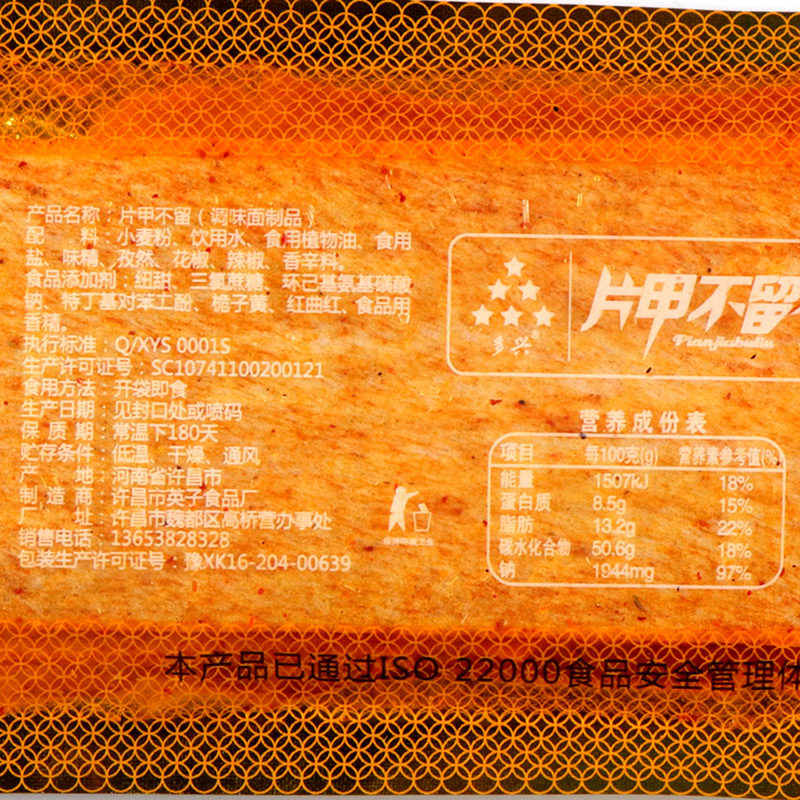 产品名称：片甲不留（调味面制品）
配　　料：小麦粉、饮用水、食用植物油、食用
盐、味精、孜然、花椒、辣椒、香辛料。
食品添加剂：纽甜、三氯蔗糖、环己基氨基磺酸
钠、特丁基对苯二酚、栀子黄、红曲红、食品用
香精。
执行标准：Q/XYS 0001S
生产许可证号：SC10741100200121
食用方法：开袋即食
生产日期：见封口处或喷码
保 质 期：常温下180天
贮存条件：低温、干燥、通风
产　　地：河南省许昌市
制 造 商：许昌市英子食品厂
厂　　址：许昌市魏都区高桥营办事处
销售电话：13653828328
包装生产许可证号：豫XK16-204-00639
多兴®
片甲不留
Pianjiabuliu
营养成份表
项目 每100克(g) 营养素参考值(%
能量 1507kJ 18%
蛋白质 8.5g 15%
脂肪 13.2g 22%
碳水化合物 50.6g 18%
钠 1944mg 97%
本产品已通过ISO 22000食品安全管理体